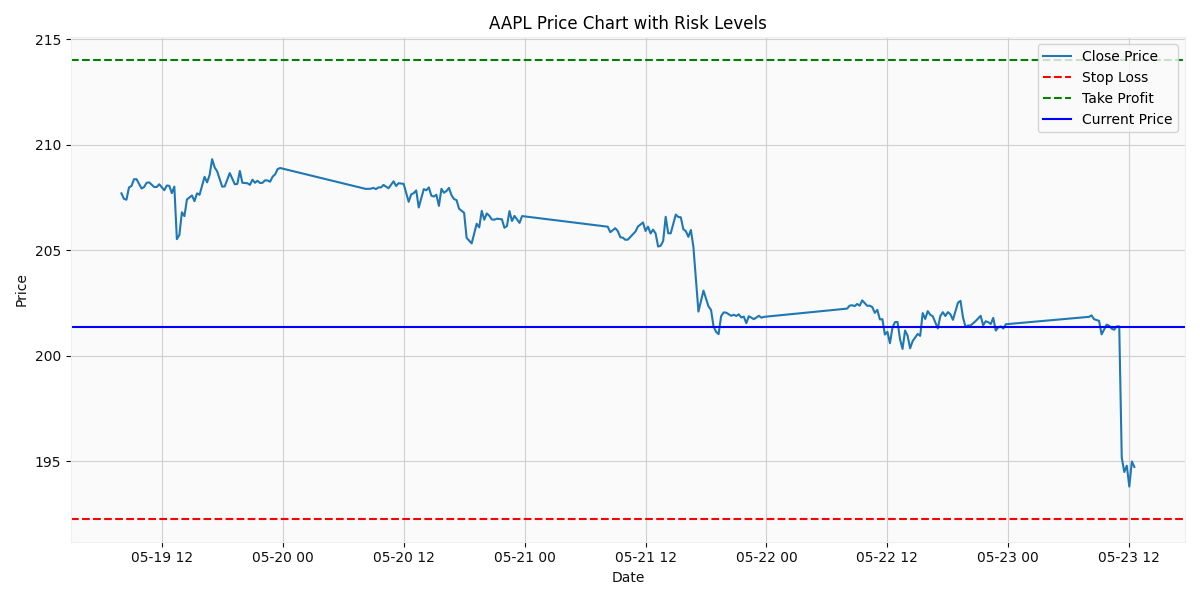 AAPL Price Chart with Risk Levels
215
210
205
200
195
Price
Close Price
Stop Loss
Take Profit
Current Price
05-19 12
05-20 00
05-20 12
05-21 00
05-21 12
05-22 00
05-22 12
05-23 00
05-23 12
Date